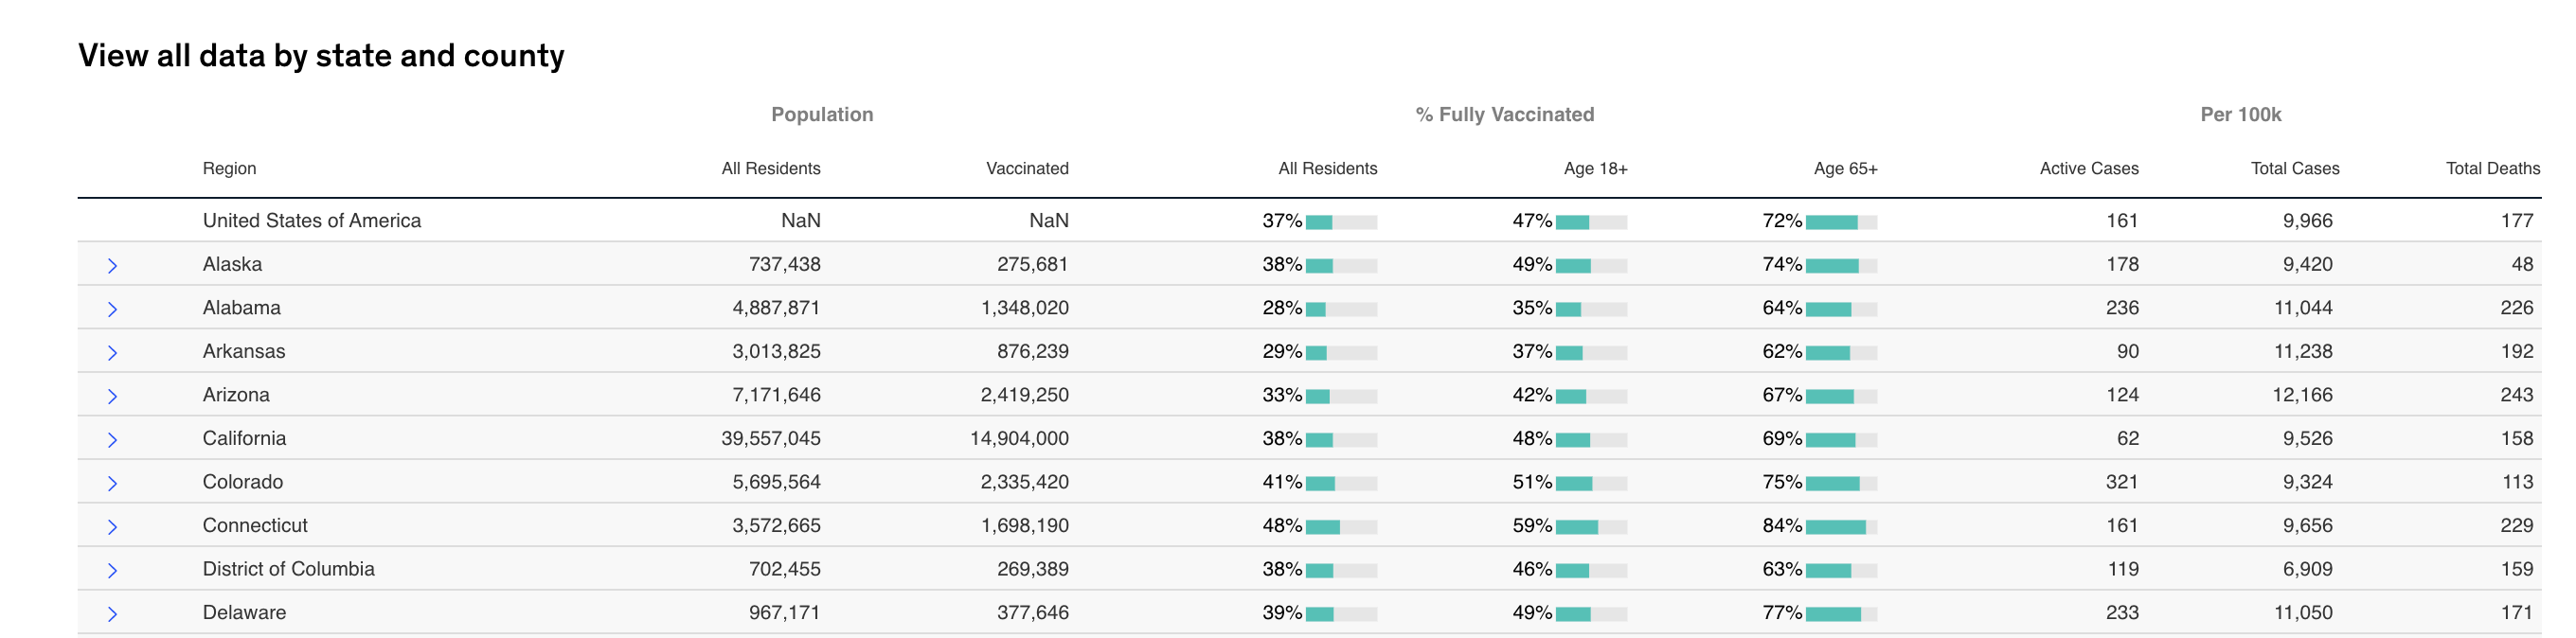 View all data by state and county
Population % Fully Vaccinated Per 100k
Region All Residents Vaccinated All Residents Age 18+ Age 65+ Active Cases Total Cases Total Deaths
United States of America NaN NaN 37% 47% 72% 161 9,966 177
Alaska 737,438 275,681 38% 49% 74% 178 9,420 48
Alabama 4,887,871 1,348,020 28% 35% 64% 236 11,044 226
Arkansas 3,013,825 876,239 29% 37% 62% 90 11,238 192
Arizona 7,171,646 2,419,250 33% 42% 67% 124 12,166 243
California 39,557,045 14,904,000 38% 48% 69% 62 9,526 158
Colorado 5,695,564 2,335,420 41% 51% 75% 321 9,324 113
Connecticut 3,572,665 1,698,190 48% 59% 84% 161 9,656 229
District of Columbia 702,455 269,389 38% 46% 63% 119 6,909 159
Delaware 967,171 377,646 39% 49% 77% 233 11,050 171